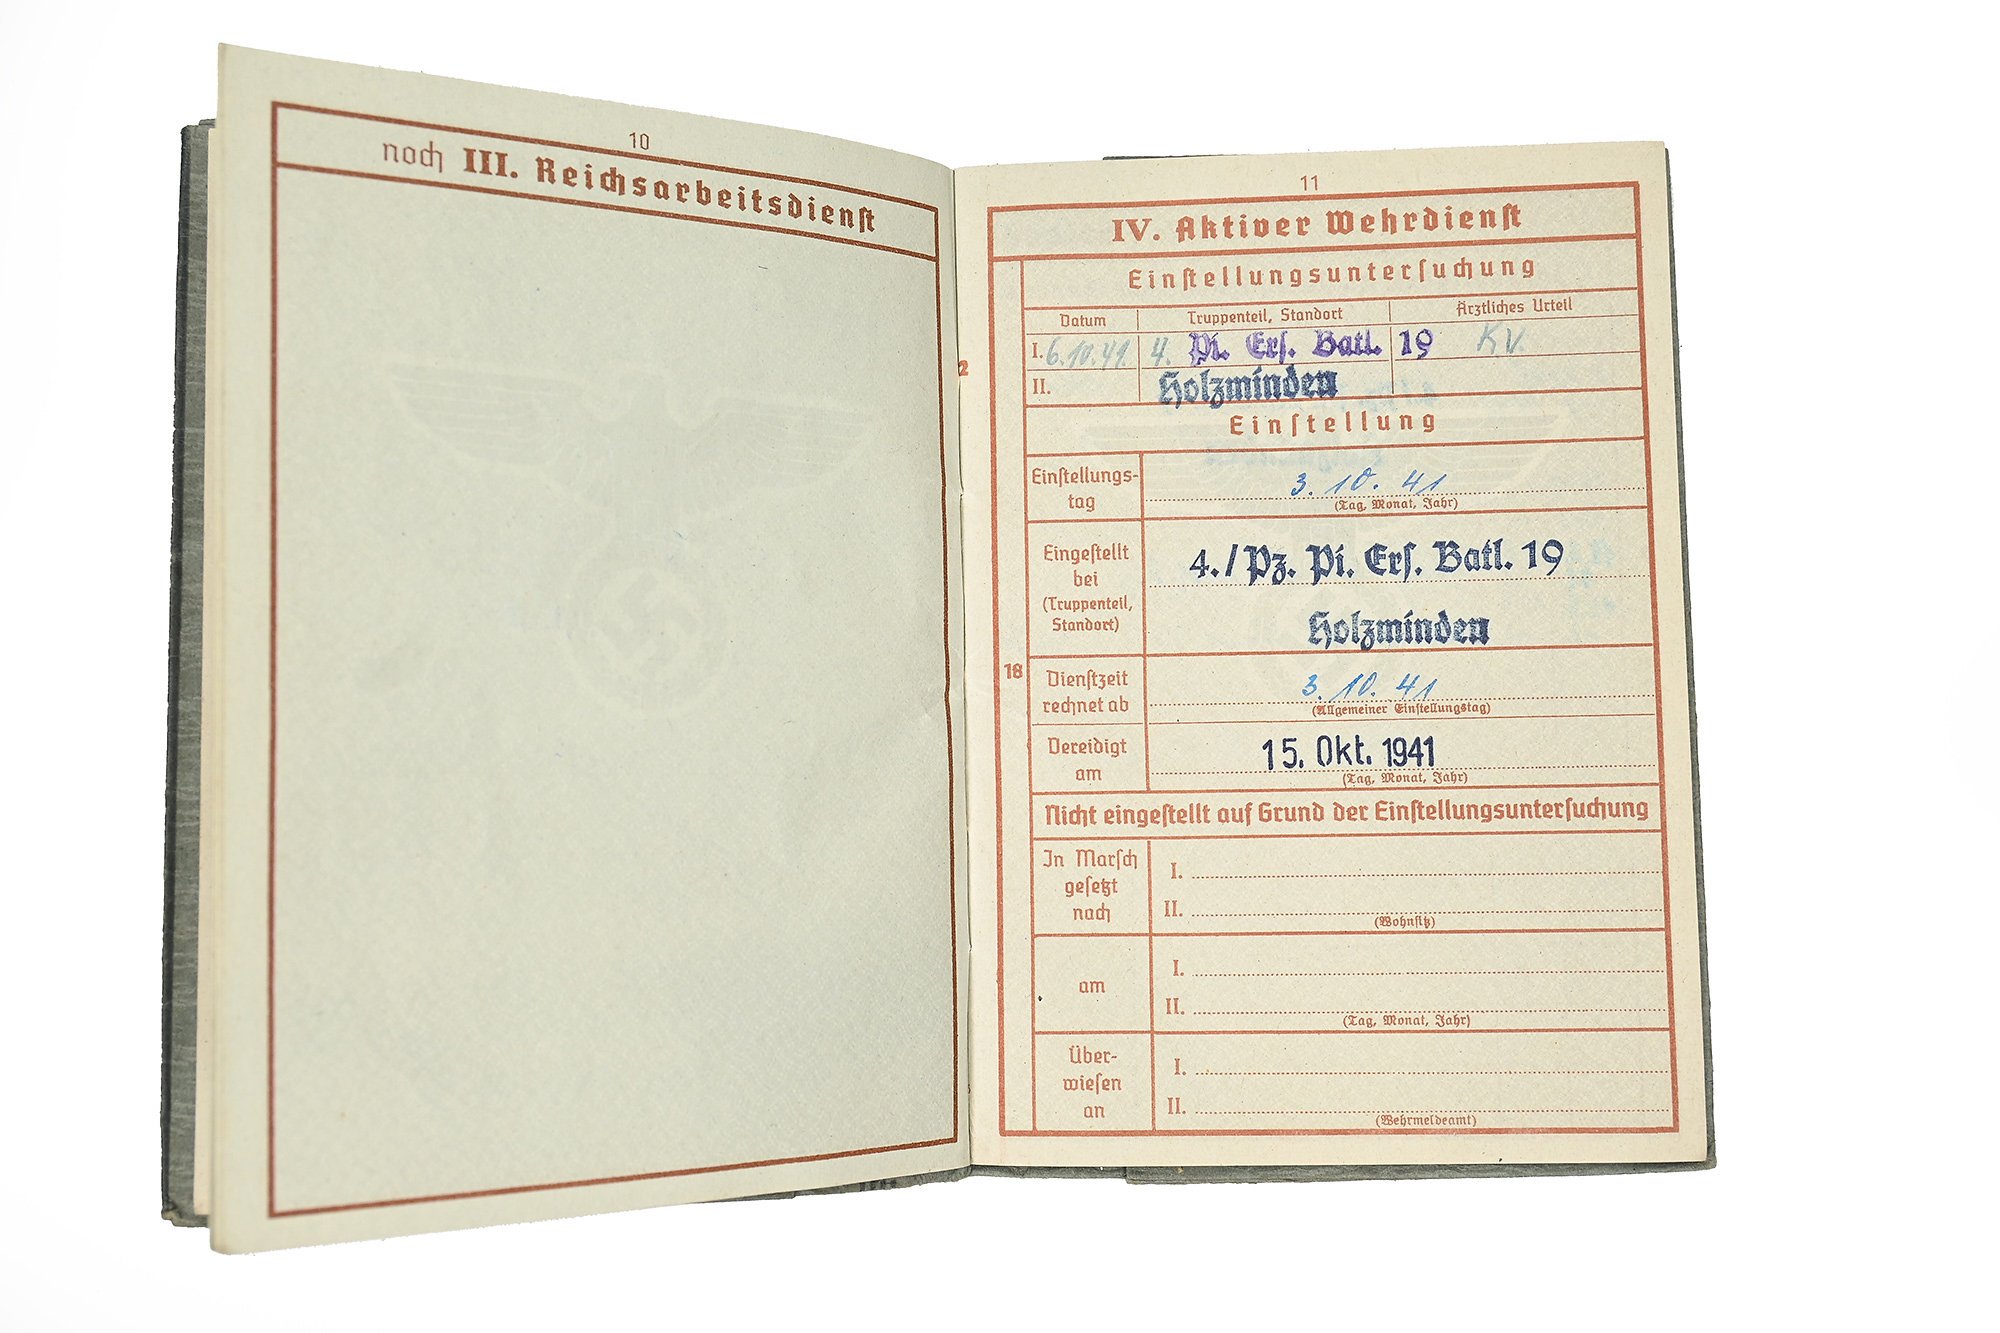 10
noch III. Reichsarbeitsdienst
11
IV. Aktiver Wehrdienst
Einstellungsuntersuchung
Datum Truppenteil, Standort Ärztliches Urteil
I. 6.10.41. 4. Pi. Ers. Batl. 19 KV
II. Holzminden
2
Einstellung
Einstellungs-
tag
3. 10. 41
(Tag, Monat, Jahr)
Eingestellt
bei
(Truppenteil,
Standort)
4./Pz. Pi. Ers. Batl. 19
Holzminden
18
Dienstzeit
rechnet ab
3. 10. 41
(Allgemeiner Einstellungstag)
Vereidigt
am
15. Okt. 1941
(Tag, Monat, Jahr)
Nicht eingestellt auf Grund der Einstellungsuntersuchung
In Marsch
gesetzt
nach
I.
II.
(Wohnsitz)
am
I.
II.
(Tag, Monat, Jahr)
Über-
wiesen
an
I.
II.
(Wehrmeldeamt)